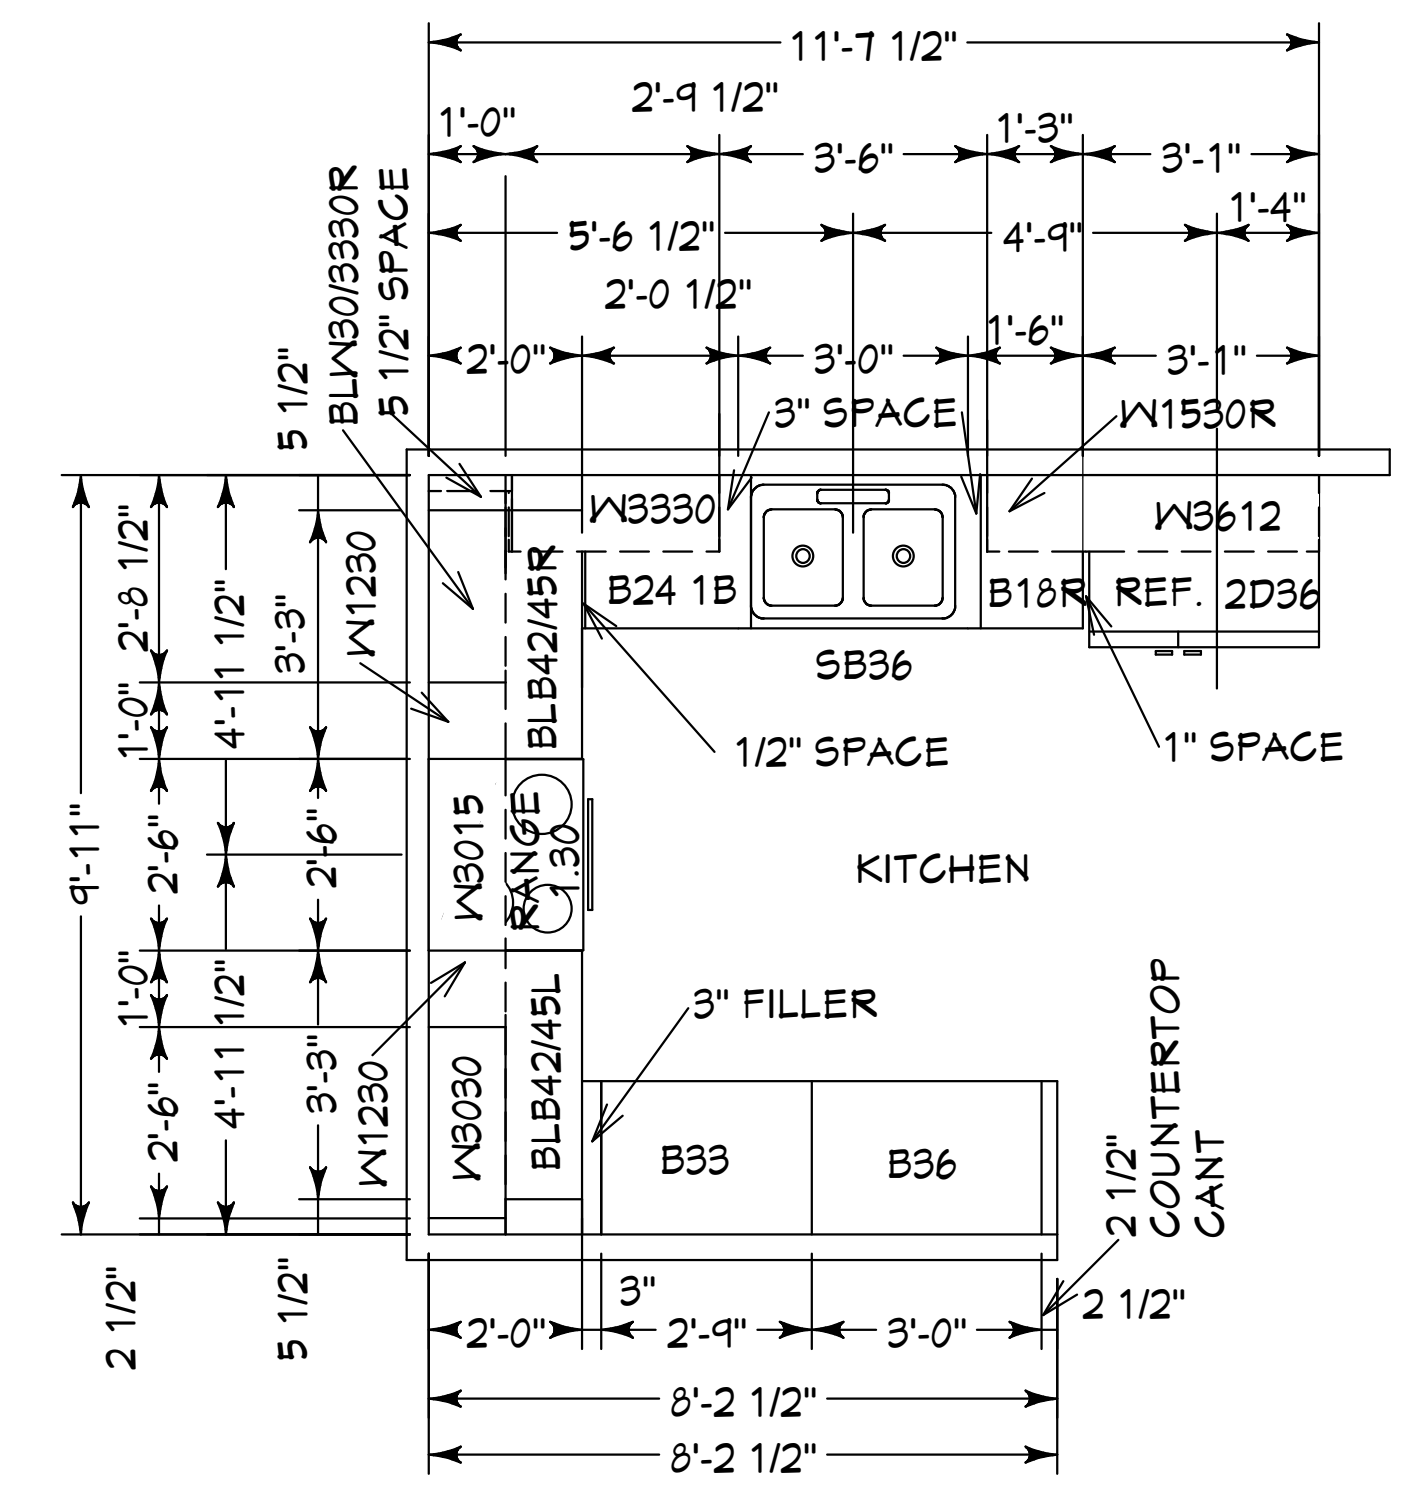 11'-7 1/2"
2'-9 1/2"
1'-0"
1'-3"
3'-6"
3'-1"
1'-4"
5'-6 1/2"
4'-9"
2'-0 1/2"
1'-6"
2'-0"
3'-0"
3'-1"
5 1/2"
BLW30/3330R
5 1/2" SPACE
3" SPACE
W1530R
W3330
W3612
B24 1B
B18R
REF. 2D36
SB36
1/2" SPACE
1" SPACE
2'-8 1/2"
4'-11 1/2"
3'-3"
W1230
BLB42/45R
1'-0"
9'-11"
2'-6"
2'-6"
W3015
RANGE
1.30
KITCHEN
1'-0"
4'-11 1/2"
2'-6"
3'-3"
W1230
W3030
BLB42/45L
3" FILLER
B33
B36
2 1/2"
COUNTERTOP
CANT
2 1/2"
5 1/2"
3"
2 1/2"
2'-0"
2'-9"
3'-0"
8'-2 1/2"
8'-2 1/2"